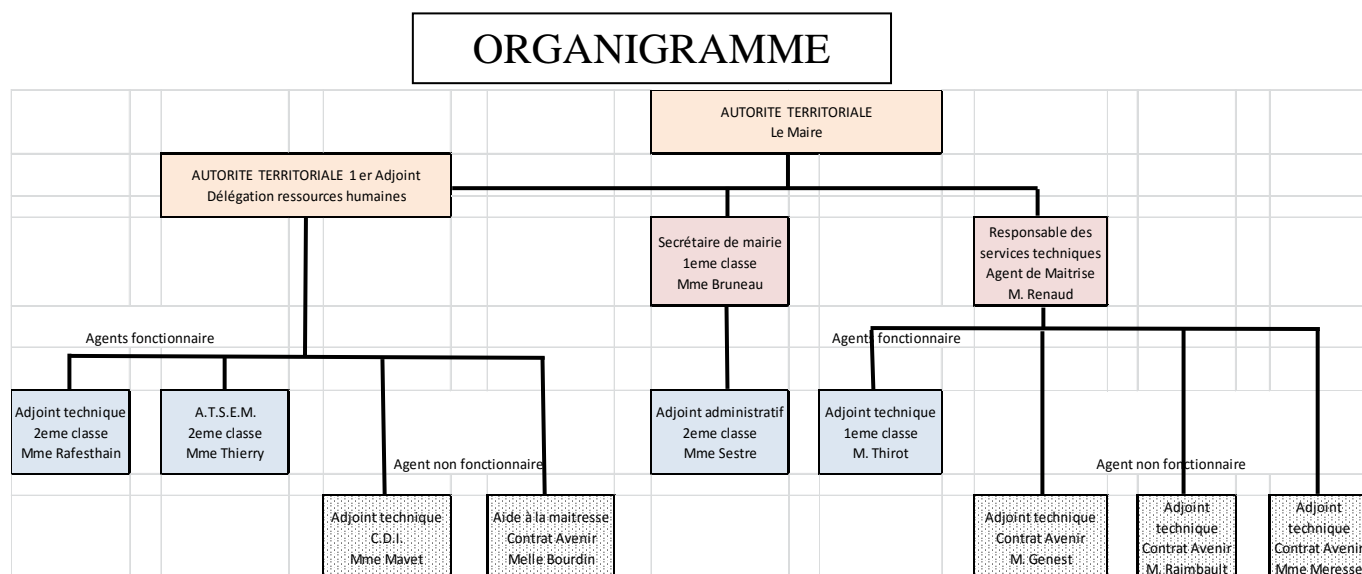 ORGANIGRAMME
AUTORITE TERRITORIALE
Le Maire
AUTORITE TERRITORIALE 1 er Adjoint
Délégation ressources humaines
Secrétaire de mairie
1eme classe
Mme Bruneau
Responsable des
services techniques
Agent de Maitrise
M. Renaud
Agents fonctionnaire
Agents fonctionnaire
Adjoint technique
2eme classe
Mme Rafesthain
A.T.S.E.M.
2eme classe
Mme Thierry
Adjoint administratif
2eme classe
Mme Sestre
Adjoint technique
1eme classe
M. Thirot
Agent non fonctionnaire
Agent non fonctionnaire
Adjoint technique
C.D.I.
Mme Mavet
Aide à la maitresse
Contrat Avenir
Melle Bourdin
Adjoint technique
Contrat Avenir
M. Genest
Adjoint
technique
Contrat Avenir
M. Raimbault
Adjoint
technique
Contrat Avenir
Mme Meresse